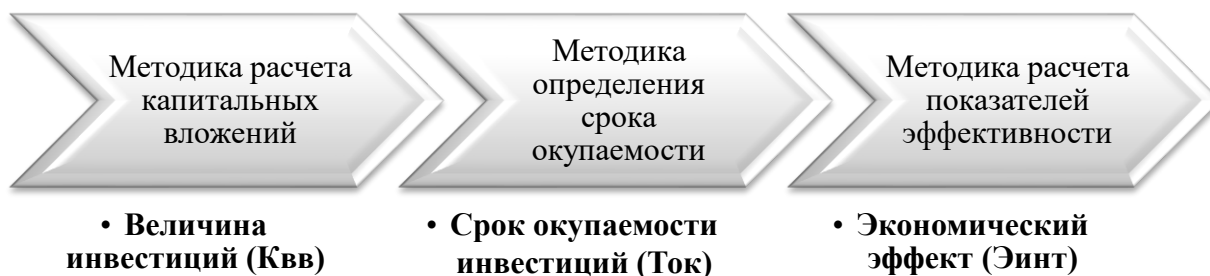 Методика расчета
капитальных
вложений
Методика
определения
срока
окупаемости
Методика расчета
показателей
эффективности
• Величина
инвестиций (Квв)
• Срок окупаемости
инвестиций (Ток)
• Экономический
эффект (Эинт)